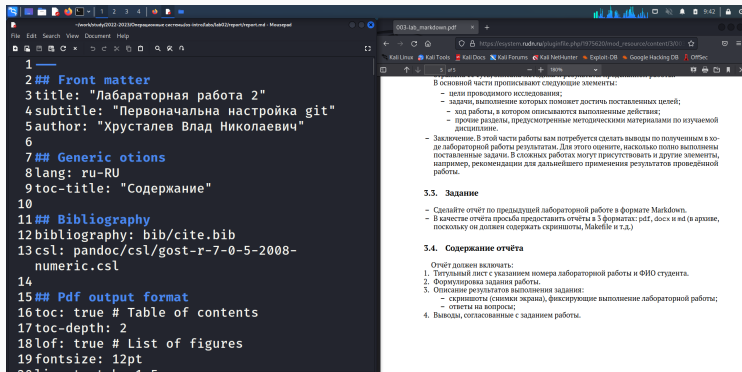 1 2 3 4
9:42
~/work/study/2022-2023/Операционные системы/os-intro/labs/lab02/report/report.md - Mousepad
File Edit Search View Document Help
1 ---
2 ## Front matter
3 title: "Лабараторная работа 2"
4 subtitle: "Первоначальна настройка git"
5 author: "Хрусталев Влад Николаевич"
6
7 ## Generic otions
8 lang: ru-RU
9 toc-title: "Содержание"
10
11 ## Bibliography
12 bibliography: bib/cite.bib
13 csl: pandoc/csl/gost-r-7-0-5-2008-
numeric.csl
14
15 ## Pdf output format
16 toc: true # Table of contents
17 toc-depth: 2
18 lof: true # List of figures
19 fontsize: 12pt
003-lab_markdown.pdf
https://esystem.rudn.ru/pluginfile.php/1975620/mod_resource/content/3/00
Kali Linux Kali Tools Kali Docs Kali Forums Kali NetHunter Exploit-DB Google Hacking DB OffSec
5 of 5 180%
В основной части прописывают следующие элементы:
– цели проводимого исследования;
– задачи, выполнение которых поможет достичь поставленных целей;
– ход работы, в котором описываются выполненные действия;
– прочие разделы, предусмотренные методическими материалами по изучаемой
дисциплине.
– Заключение. В этой части работы вам потребуется сделать выводы по полученным в хо-
де лабораторной работы результатам. Для этого оцените, насколько полно выполнены
поставленные задачи. В сложных работах могут присутствовать и другие элементы,
например, рекомендации для дальнейшего применения результатов проведённой
работы.
3.3. Задание
– Сделайте отчёт по предыдущей лабораторной работе в формате Markdown.
– В качестве отчёта просьба предоставить отчёты в 3 форматах: pdf, docx и md (в архиве,
поскольку он должен содержать скриншоты, Makefile и т.д.)
3.4. Содержание отчёта
Отчёт должен включать:
1. Титульный лист с указанием номера лабораторной работы и ФИО студента.
2. Формулировка задания работы.
3. Описание результатов выполнения задания:
– скриншоты (снимки экрана), фиксирующие выполнение лабораторной работы;
– ответы на вопросы;
4. Выводы, согласованные с заданием работы.